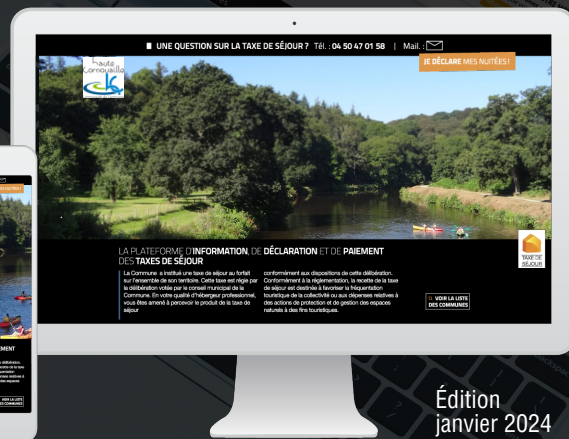 UNE QUESTION SUR LA TAXE DE SÉJOUR ? Tél. : 04 50 47 01 58 | Mail. :
JE DÉCLARE MES NUITÉES !
haute
Cornouaille
LA PLATEFORME D'INFORMATION, DE DÉCLARATION ET DE PAIEMENT
DES TAXES DE SÉJOUR
La Commune a institué une taxe de séjour au forfait
sur l'ensemble de son territoire. Cette taxe est régie par
la délibération votée par le conseil municipal de la
Commune. En votre qualité d'hébergeur professionnel,
vous êtes amené à percevoir le produit de la taxe de
séjour
conformément aux dispositions de cette délibération.
Conformément à la réglementation, la recette de la taxe
de séjour est destinée à favoriser la fréquentation
touristique de la collectivité ou aux dépenses relatives à
des actions de protection et de gestion des espaces
naturels à des fins touristiques.
TAXE DE
SÉJOUR
VOIR LA LISTE
DES COMMUNES
EMENT
VOIR LA LISTE
DES COMMUNES
Édition
janvier 2024